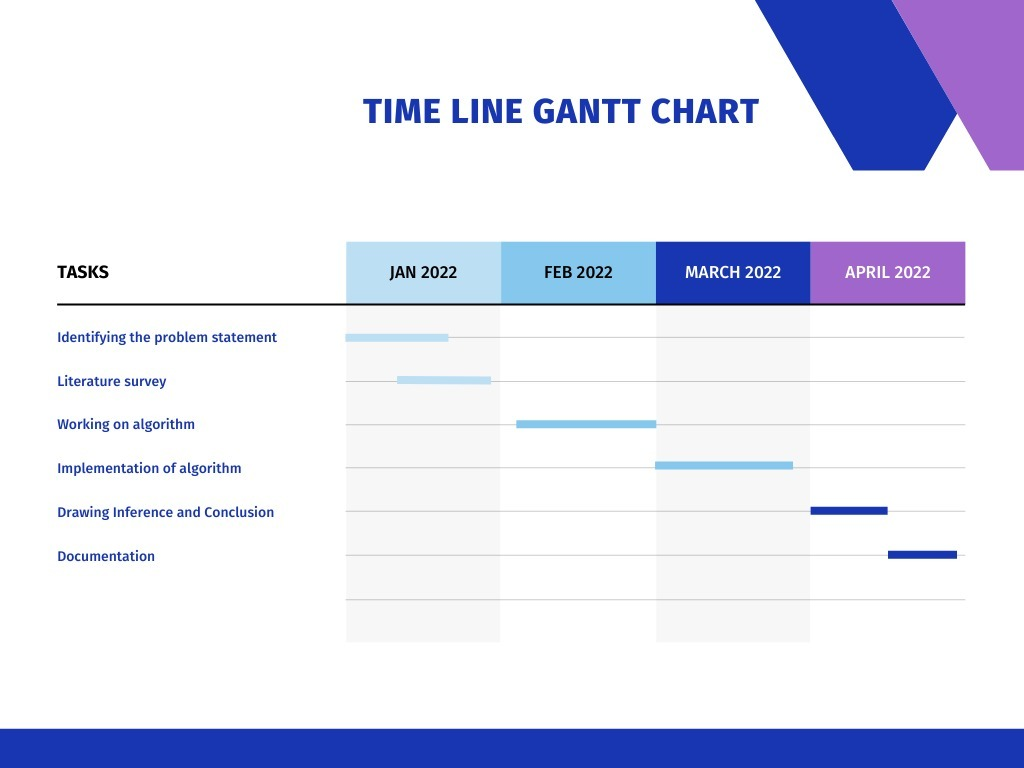 TIME LINE GANTT CHART
TASKS JAN 2022 FEB 2022 MARCH 2022 APRIL 2022
Identifying the problem statement
Literature survey
Working on algorithm
Implementation of algorithm
Drawing Inference and Conclusion
Documentation